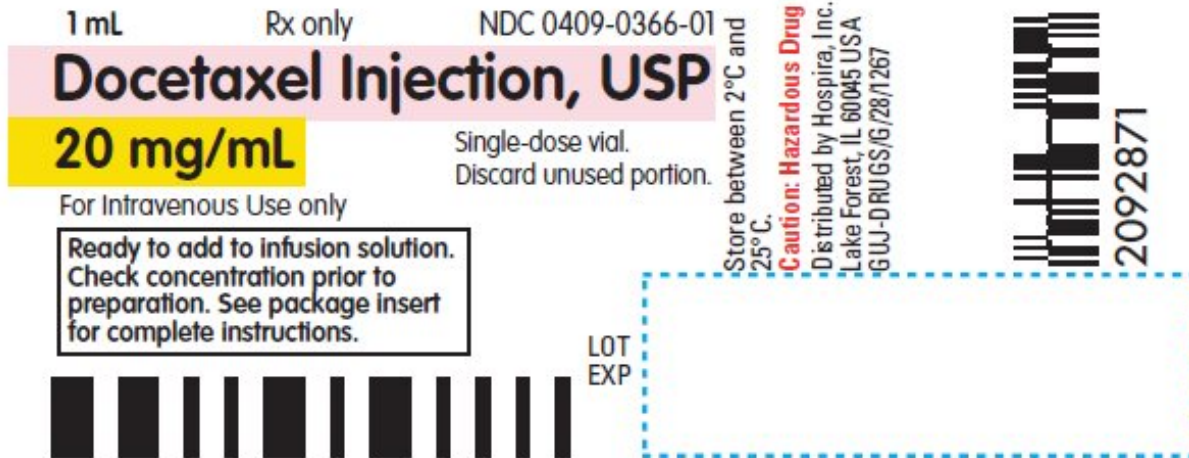 1 mL Rx only NDC 0409-0366-01
Docetaxel Injection, USP
20 mg/mL
Single-dose vial.
Discard unused portion.
For Intravenous Use only
Ready to add to infusion solution.
Check concentration prior to
preparation. See package insert
for complete instructions.
Store between 2°C and
25°C.
Caution: Hazardous Drug
Distributed by Hospira, Inc.
Lake Forest, IL 60045 USA
GUJ-DRUGS/G/28/1267
2092871
LOT
EXP